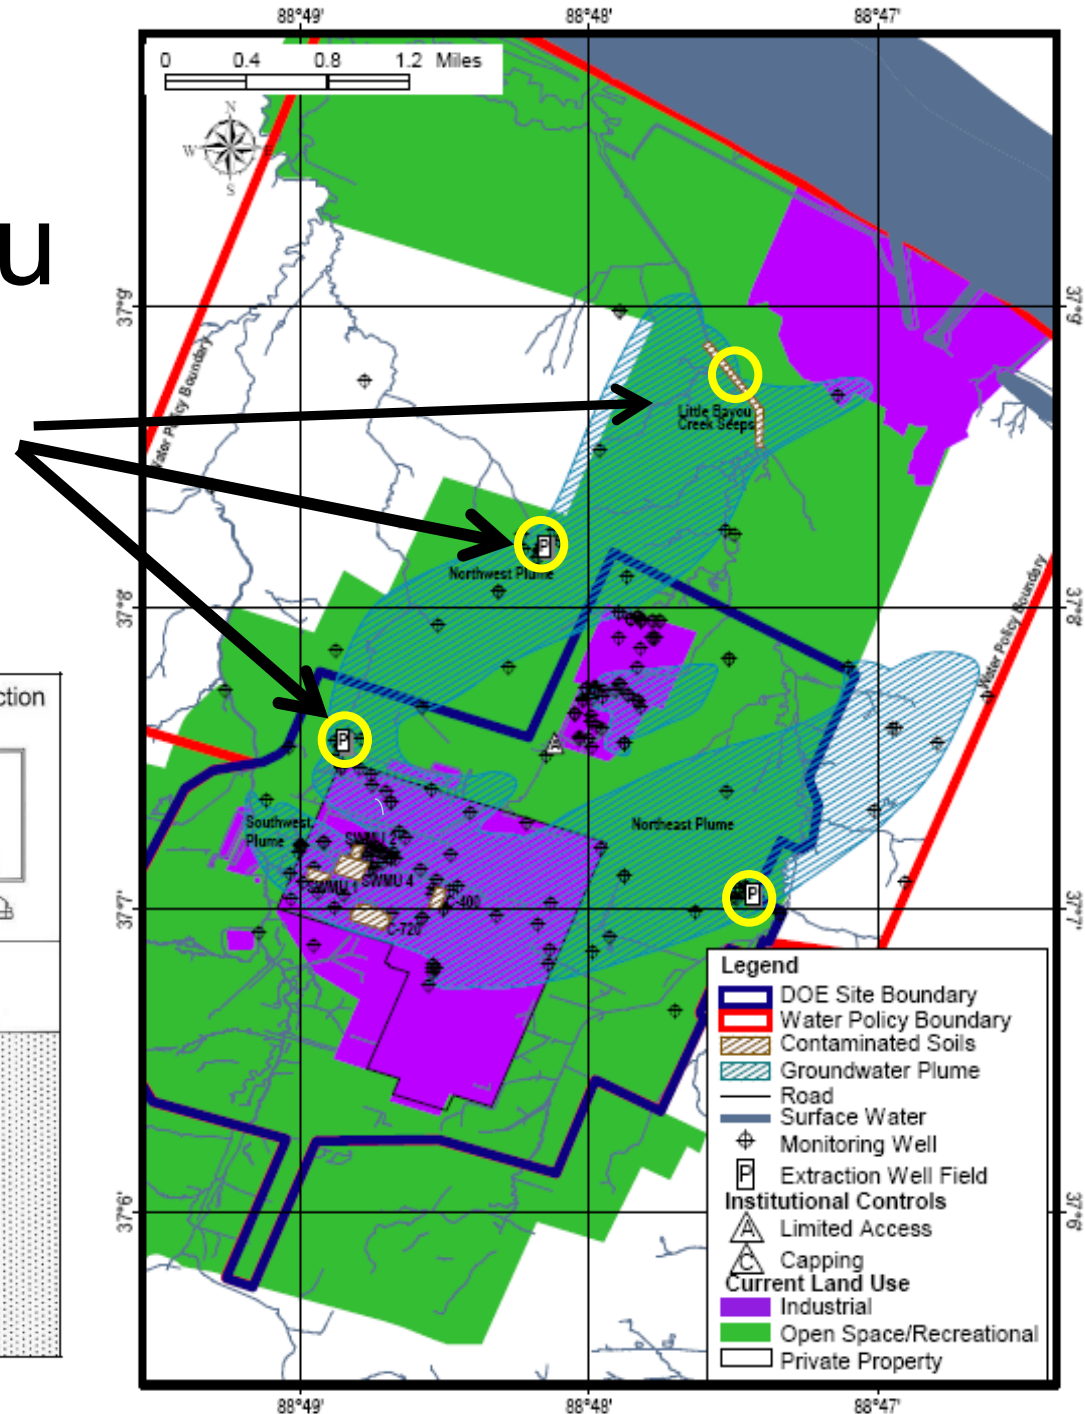 88°49' 88°48' 88°47'
0 0.4 0.8 1.2 Miles
N
W
S
u
37°9' 37°9'
Water Policy Boundary
Little Bayou
Creek Seeps
P
Northwest Plume
37°8' 37°8'
Water Policy Boundary
ction
P
Southwest
Plume
Northeast Plume
SWMU 2
SWMU 4
SWMU 1
C-400
C-720
P
37°7' 37°7'
Legend
DOE Site Boundary
Water Policy Boundary
Contaminated Soils
Groundwater Plume
Road
Surface Water
Monitoring Well
P Extraction Well Field
Institutional Controls
A Limited Access
C Capping
Current Land Use
Industrial
Open Space/Recreational
Private Property
37°6' 37°6'
88°49' 88°48' 88°47'